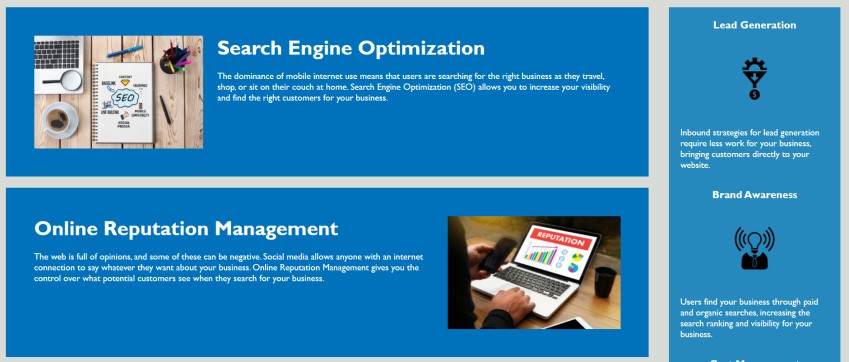 Search Engine Optimization
The dominance of mobile internet use means that users are searching for the right business as they travel,
shop, or sit on their couch at home. Search Engine Optimization (SEO) allows you to increase your visibility
and find the right customers for your business.
SEO
Online Reputation Management
The web is full of opinions, and some of these can be negative. Social media allows anyone with an internet
connection to say whatever they want about your business. Online Reputation Management gives you the
control over what potential customers see when they search for your business.
REPUTATION
Lead Generation
Inbound strategies for lead generation
require less work for your business,
bringing customers directly to your
website.
Brand Awareness
Users find your business through paid
and organic searches, increasing the
search ranking and visibility for your
business.